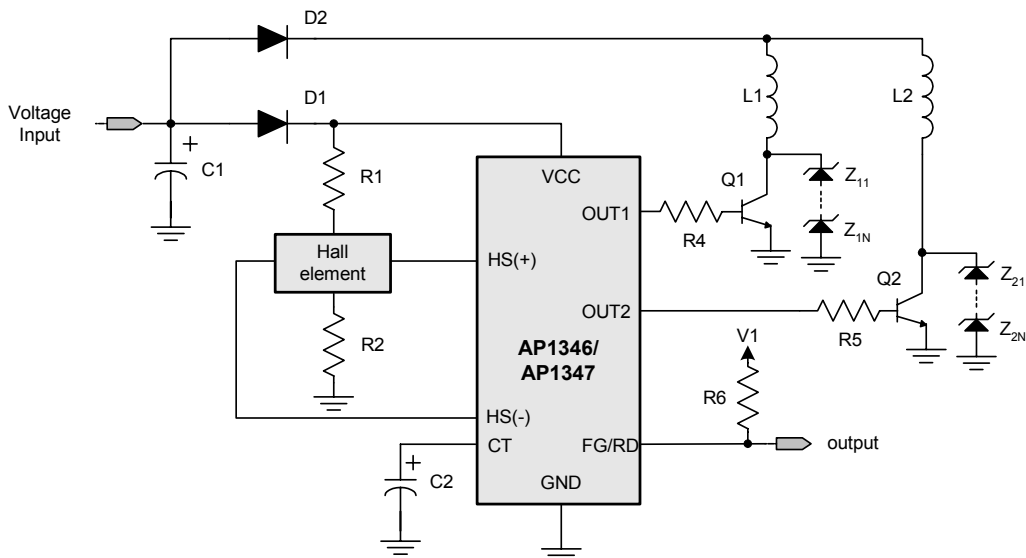 D2
Voltage
Input
D1
L1
L2
C1
R1
VCC
Q1
Z11
OUT1
R4
Z1N
Hall
element
HS(+)
Q2
Z21
OUT2
R5
Z2N
R2
AP1346/
AP1347
V1
R6
HS(-)
CT
FG/RD
output
C2
GND